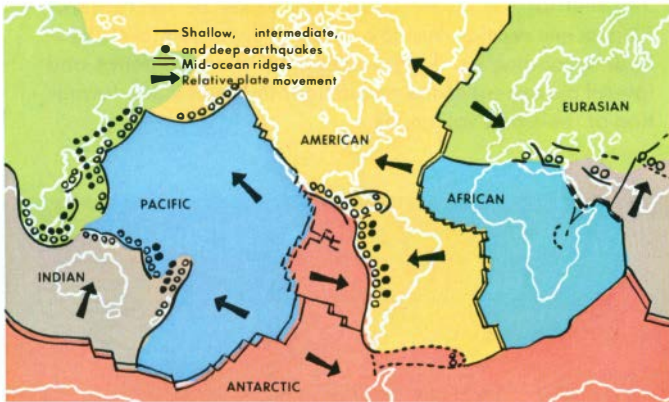 Shallow, intermediate,
and deep earthquakes
Mid-ocean ridges
Relative plate movement
EURASIAN
AMERICAN
AFRICAN
PACIFIC
INDIAN
ANTARCTIC